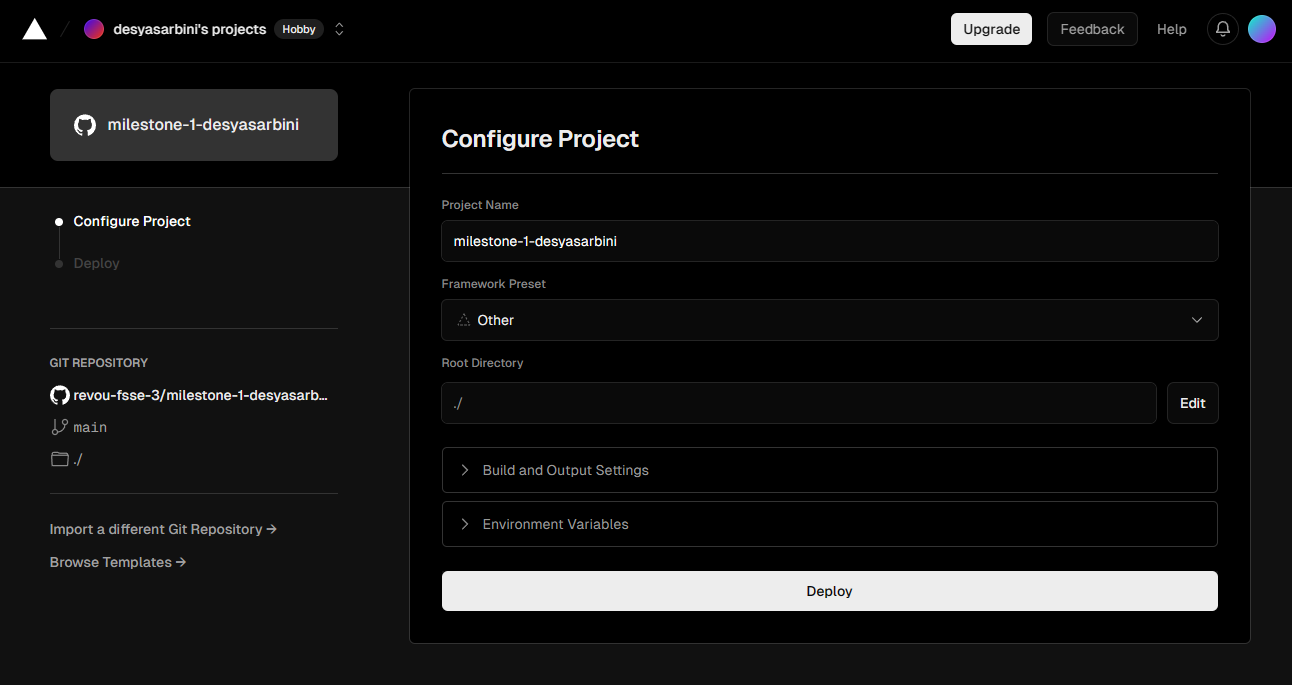 desyasarbini's projects Hobby
Upgrade Feedback Help
milestone-1-desyasarbini
Configure Project
Deploy
GIT REPOSITORY
revou-fsse-3/milestone-1-desyasarb...
main
./
Import a different Git Repository →
Browse Templates →
Configure Project
Project Name
milestone-1-desyasarbini
Framework Preset
Other
Root Directory
./ Edit
Build and Output Settings
Environment Variables
Deploy